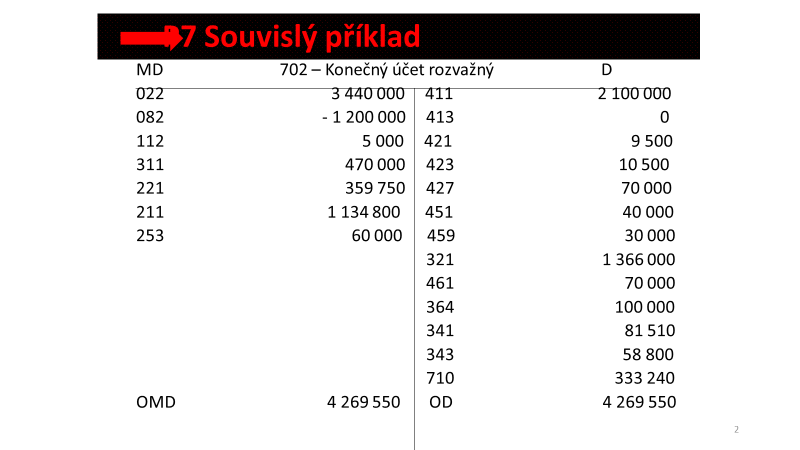 P7 Souvislý příklad
MD 702 – Konečný účet rozvažný D
022 3 440 000 411 2 100 000
082 - 1 200 000 413 0
112 5 000 421 9 500
311 470 000 423 10 500
221 359 750 427 70 000
211 1 134 800 451 40 000
253 60 000 459 30 000
321 1 366 000
461 70 000
364 100 000
341 81 510
343 58 800
710 333 240
OMD 4 269 550 OD 4 269 550
2